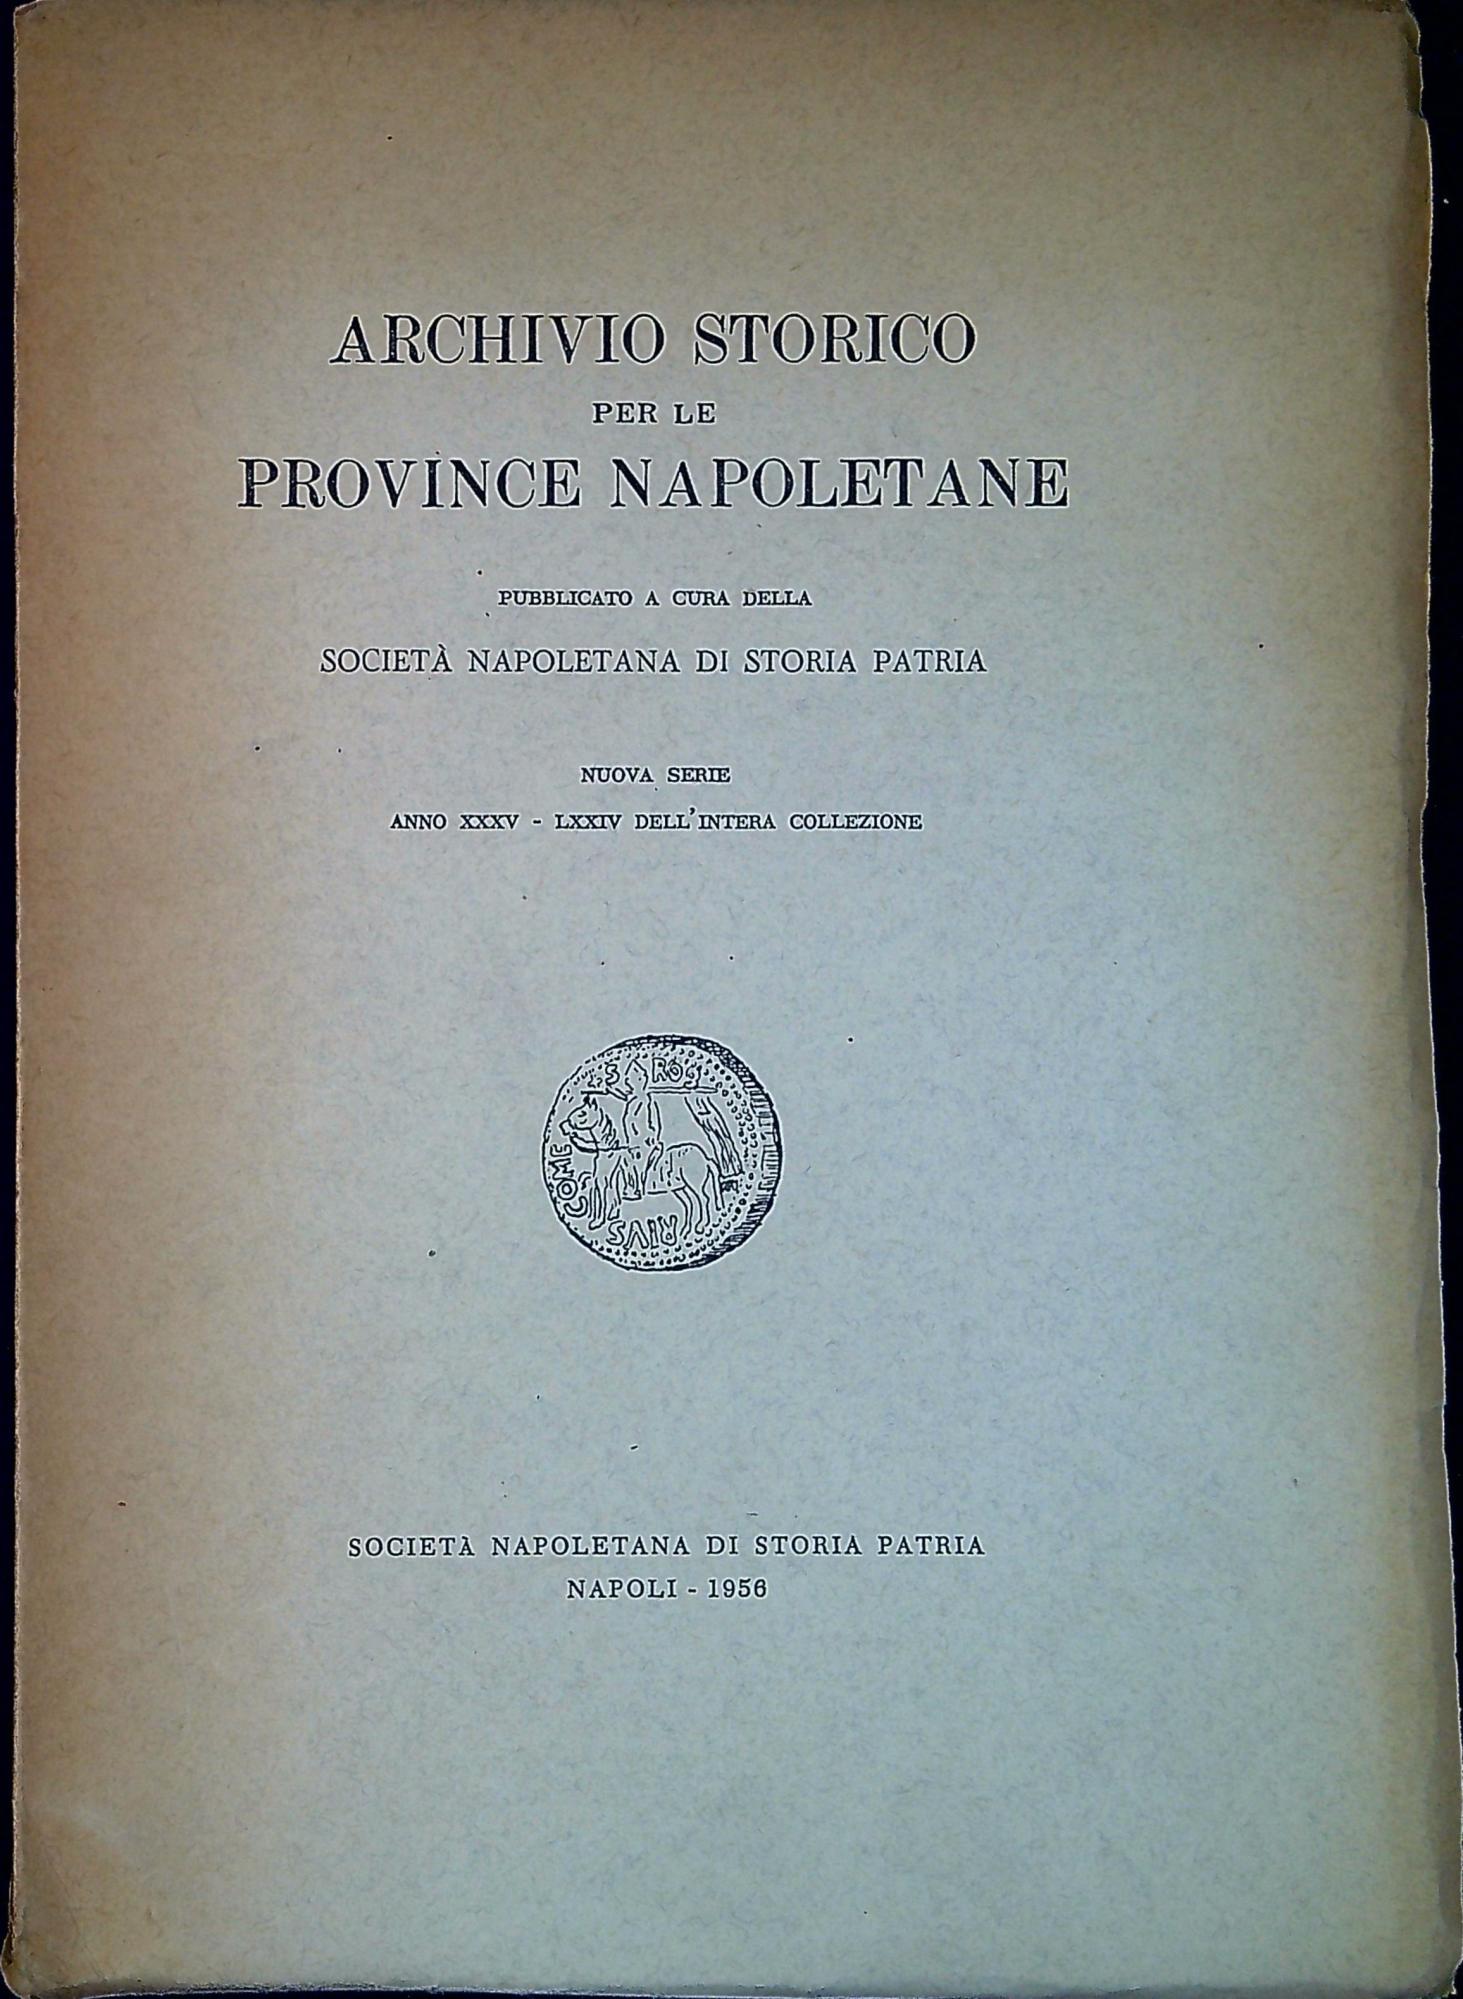 ARCHIVIO STORICO
PER LE
PROVINCE NAPOLETANE
PUBBLICATO A CURA DELLA
SOCIETÀ NAPOLETANA DI STORIA PATRIA
NUOVA SERIE
ANNO XXXV - LXXIV DELL'INTERA COLLEZIONE
S RO
COME
RIVS
SOCIETÀ NAPOLETANA DI STORIA PATRIA
NAPOLI - 1956